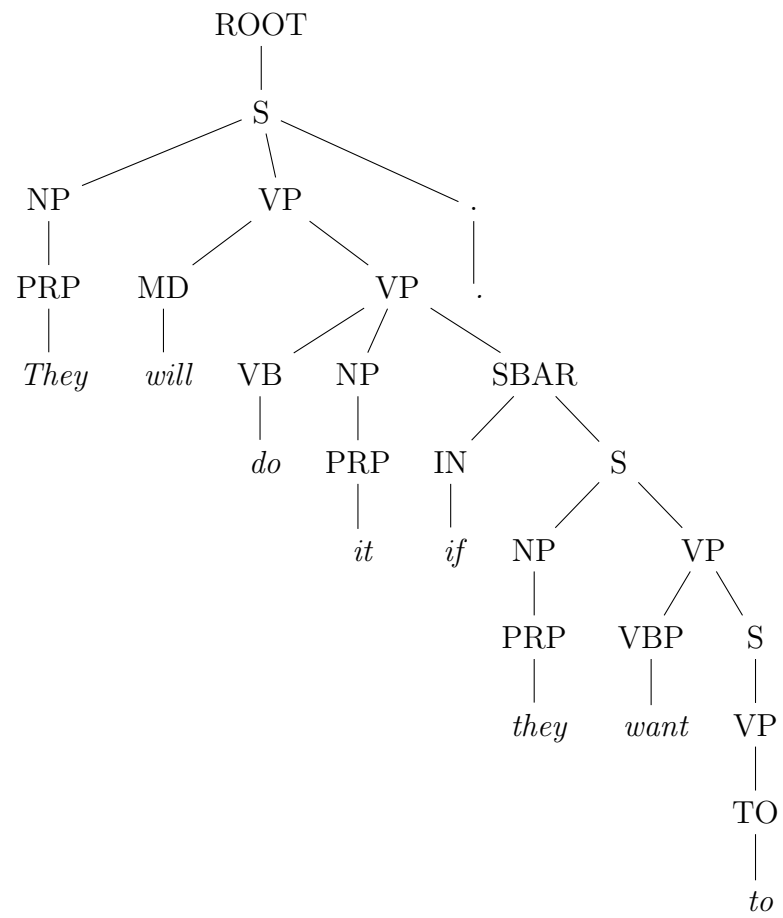 ROOT
S
NP VP .
PRP MD VP .
They will VB NP SBAR
do PRP IN S
it if NP VP
PRP VBP S
they want VP
TO
to